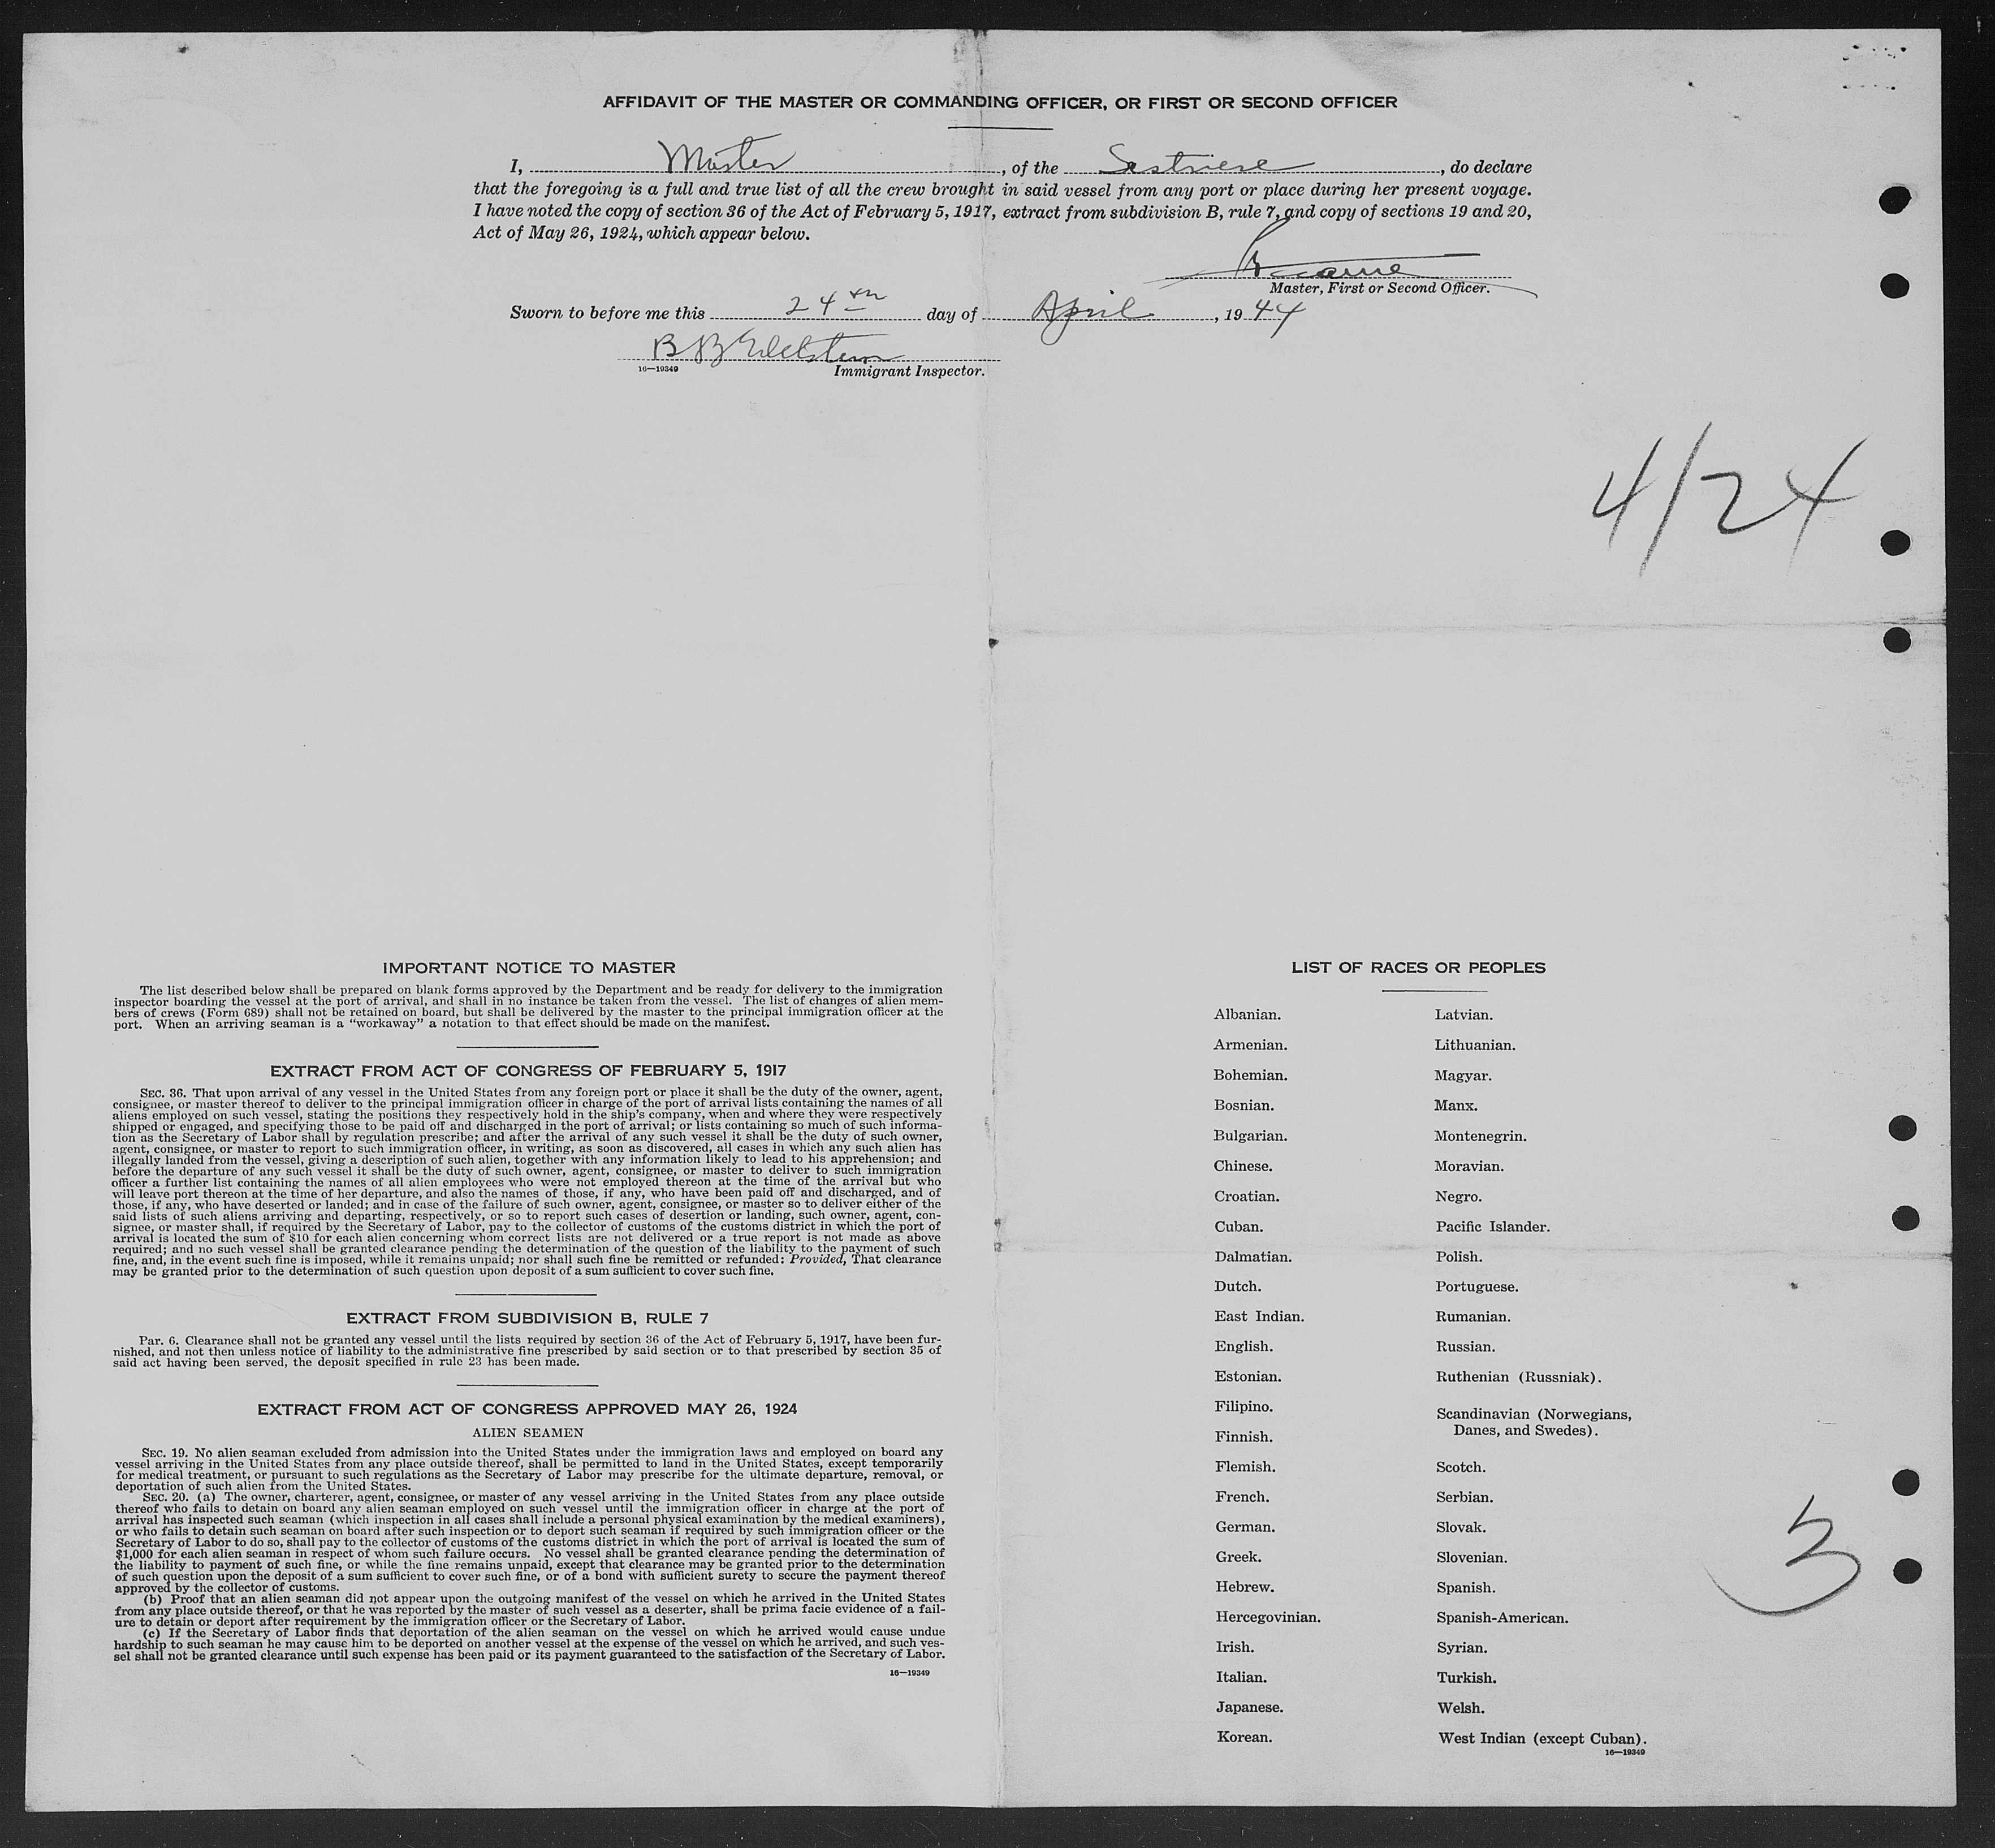 AFFIDAVIT OF THE MASTER OR COMMANDING OFFICER, OR FIRST OR SECOND OFFICER
I, Master, of the Sestriere, do declare
that the foregoing is a full and true list of all the crew brought in said vessel from any port or place during her present voyage.
I have noted the copy of section 36 of the Act of February 5, 1917, extract from subdivision B, rule 7, and copy of sections 19 and 20,
Act of May 26, 1924, which appear below.
Master, First or Second Officer.
Sworn to before me this 24th day of April, 1944
B B Edelstein
16—19349 Immigrant Inspector.
4/24
IMPORTANT NOTICE TO MASTER
The list described below shall be prepared on blank forms approved by the Department and be ready for delivery to the immigration
inspector boarding the vessel at the port of arrival, and shall in no instance be taken from the vessel. The list of changes of alien mem-
bers of crews (Form 689) shall not be retained on board, but shall be delivered by the master to the principal immigration officer at the
port. When an arriving seaman is a "workaway" a notation to that effect should be made on the manifest.
EXTRACT FROM ACT OF CONGRESS OF FEBRUARY 5, 1917
SEC. 36. That upon arrival of any vessel in the United States from any foreign port or place it shall be the duty of the owner, agent,
consignee, or master thereof to deliver to the principal immigration officer in charge of the port of arrival lists containing the names of all
aliens employed on such vessel, stating the positions they respectively hold in the ship's company, when and where they were respectively
shipped or engaged, and specifying those to be paid off and discharged in the port of arrival; or lists containing so much of such informa-
tion as the Secretary of Labor shall by regulation prescribe; and after the arrival of any such vessel it shall be the duty of such owner,
agent, consignee, or master to report to such immigration officer, in writing, as soon as discovered, all cases in which any such alien has
illegally landed from the vessel, giving a description of such alien, together with any information likely to lead to his apprehension; and
before the departure of any such vessel it shall be the duty of such owner, agent, consignee, or master to deliver to such immigration
officer a further list containing the names of all alien employees who were not employed thereon at the time of the arrival but who
will leave port thereon at the time of her departure, and also the names of those, if any, who have been paid off and discharged, and of
those, if any, who have deserted or landed; and in case of the failure of such owner, agent, consignee, or master so to deliver either of the
said lists of such aliens arriving and departing, respectively, or so to report such cases of desertion or landing, such owner, agent, con-
signee, or master shall, if required by the Secretary of Labor, pay to the collector of customs of the customs district in which the port of
arrival is located the sum of $10 for each alien concerning whom correct lists are not delivered or a true report is not made as above
required; and no such vessel shall be granted clearance pending the determination of the question of the liability to the payment of such
fine, and, in the event such fine is imposed, while it remains unpaid; nor shall such fine be remitted or refunded: Provided, That clearance
may be granted prior to the determination of such question upon deposit of a sum sufficient to cover such fine.
EXTRACT FROM SUBDIVISION B, RULE 7
Par. 6. Clearance shall not be granted any vessel until the lists required by section 36 of the Act of February 5, 1917, have been fur-
nished, and not then unless notice of liability to the administrative fine prescribed by said section or to that prescribed by section 35 of
said act having been served, the deposit specified in rule 23 has been made.
EXTRACT FROM ACT OF CONGRESS APPROVED MAY 26, 1924
ALIEN SEAMEN
SEC. 19. No alien seaman excluded from admission into the United States under the immigration laws and employed on board any
vessel arriving in the United States from any place outside thereof, shall be permitted to land in the United States, except temporarily
for medical treatment, or pursuant to such regulations as the Secretary of Labor may prescribe for the ultimate departure, removal, or
deportation of such alien from the United States.
SEC. 20. (a) The owner, charterer, agent, consignee, or master of any vessel arriving in the United States from any place outside
thereof who fails to detain on board any alien seaman employed on such vessel until the immigration officer in charge at the port of
arrival has inspected such seaman (which inspection in all cases shall include a personal physical examination by the medical examiners),
or who fails to detain such seaman on board after such inspection or to deport such seaman if required by such immigration officer or the
Secretary of Labor to do so, shall pay to the collector of customs of the customs district in which the port of arrival is located the sum of
$1,000 for each alien seaman in respect of whom such failure occurs. No vessel shall be granted clearance pending the determination of
the liability to payment of such fine, or while the fine remains unpaid, except that clearance may be granted prior to the determination
of such question upon the deposit of a sum sufficient to cover such fine, or of a bond with sufficient surety to secure the payment thereof
approved by the collector of customs.
(b) Proof that an alien seaman did not appear upon the outgoing manifest of the vessel on which he arrived in the United States
from any place outside thereof, or that he was reported by the master of such vessel as a deserter, shall be prima facie evidence of a fail-
ure to detain or deport after requirement by the immigration officer or the Secretary of Labor.
(c) If the Secretary of Labor finds that deportation of the alien seaman on the vessel on which he arrived would cause undue
hardship to such seaman he may cause him to be deported on another vessel at the expense of the vessel on which he arrived, and such ves-
sel shall not be granted clearance until such expense has been paid or its payment guaranteed to the satisfaction of the Secretary of Labor.
16—19349
LIST OF RACES OR PEOPLES
Albanian.
Armenian.
Bohemian.
Bosnian.
Bulgarian.
Chinese.
Croatian.
Cuban.
Dalmatian.
Dutch.
East Indian.
English.
Estonian.
Filipino.
Finnish.
Flemish.
French.
German.
Greek.
Hebrew.
Hercegovinian.
Irish.
Italian.
Japanese.
Korean.
Latvian.
Lithuanian.
Magyar.
Manx.
Montenegrin.
Moravian.
Negro.
Pacific Islander.
Polish.
Portuguese.
Rumanian.
Russian.
Ruthenian (Russniak).
Scandinavian (Norwegians,
Danes, and Swedes).
Scotch.
Serbian.
Slovak.
Slovenian.
Spanish.
Spanish-American.
Syrian.
Turkish.
Welsh.
West Indian (except Cuban).
16—19349
3